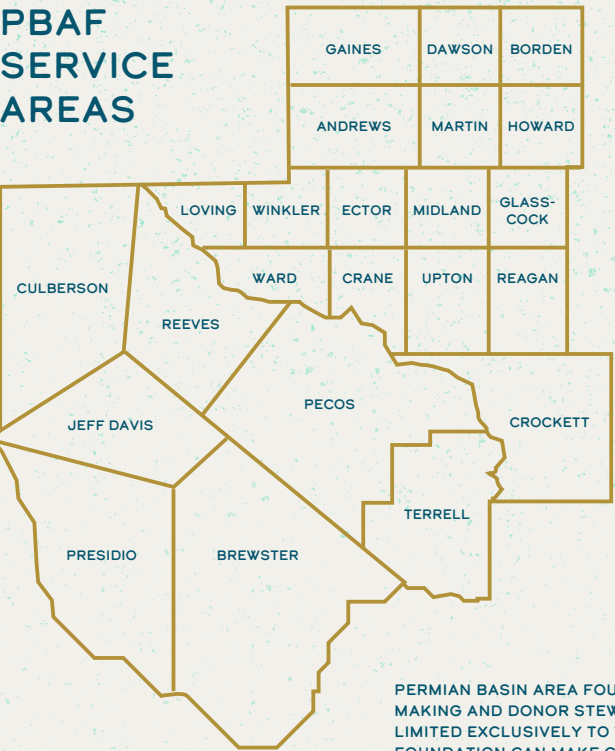 PBAF
SERVICE
AREAS
GAINES
DAWSON
BORDEN
ANDREWS
MARTIN
HOWARD
LOVING
WINKLER
ECTOR
MIDLAND
GLASS-
COCK
CULBERSON
WARD
CRANE
UPTON
REAGAN
REEVES
PECOS
JEFF DAVIS
CROCKETT
TERRELL
PRESIDIO
BREWSTER
PERMIAN BASIN AREA FOU
MAKING AND DONOR STEW
LIMITED EXCLUSIVELY TO